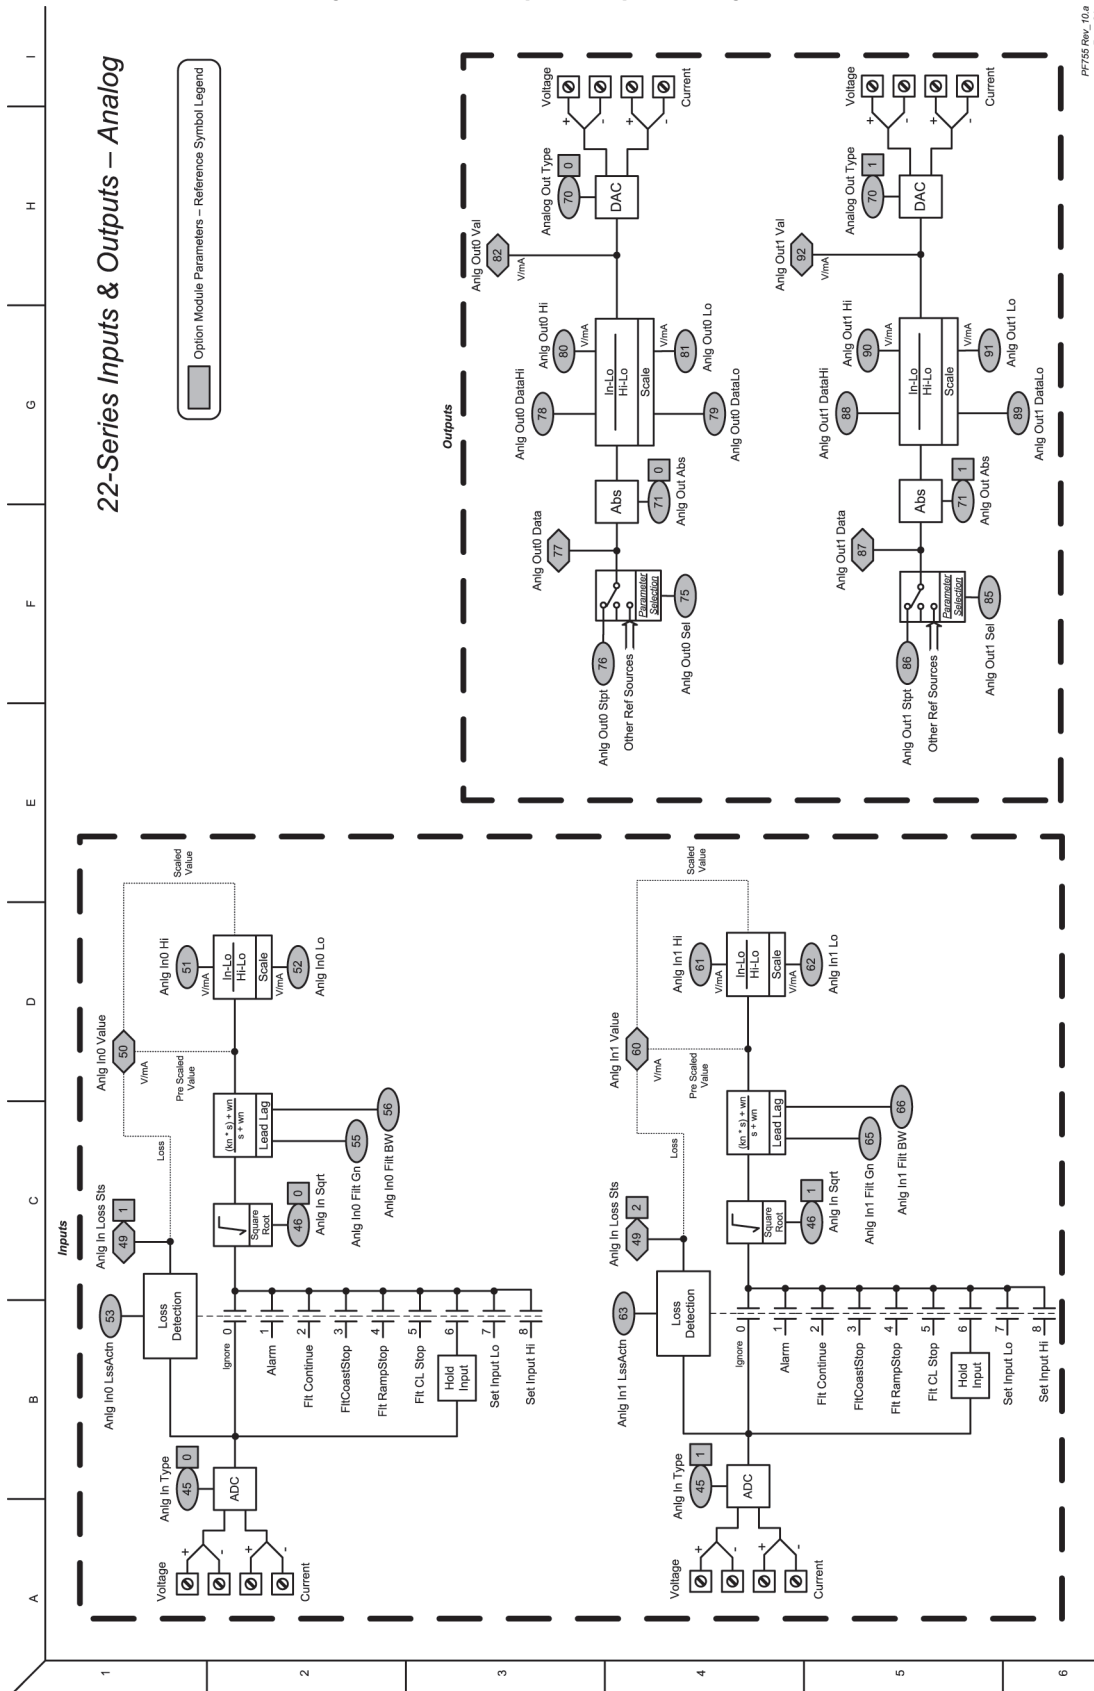 22-Series Inputs & Outputs – Analog
Option Module Parameters – Reference Symbol Legend
A
B
C
D
E
F
G
H
I
1
2
3
4
5
6
Inputs
Voltage
+
-
+
-
Current
ADC
Anlg In Type
45
0
Anlg In0 LssActn
53
Loss
Detection
Anlg In Loss Sts
49
1
Loss
Ignore
0
1
Alarm
2
Flt Continue
3
FltCoastStop
4
Flt RampStop
5
Flt CL Stop
6
Hold
Input
7
Set Input Lo
8
Set Input Hi
Square
Root
46
0
Anlg In Sqrt
(kn * s) + wn
s + wn
Lead Lag
55
Anlg In0 Filt Gn
56
Anlg In0 Filt BW
Anlg In0 Value
50
V/mA
Pre Scaled
Value
Scaled
Value
Anlg In0 Hi
51
V/mA
In-Lo
Hi-Lo
Scale
V/mA
52
Anlg In0 Lo
Voltage
+
-
+
-
Current
ADC
Anlg In Type
45
1
Anlg In1 LssActn
63
Loss
Detection
Anlg In Loss Sts
49
2
Loss
Ignore
0
1
Alarm
2
Flt Continue
3
FltCoastStop
4
Flt RampStop
5
Flt CL Stop
6
Hold
Input
7
Set Input Lo
8
Set Input Hi
Square
Root
46
1
Anlg In Sqrt
(kn * s) + wn
s + wn
Lead Lag
65
Anlg In1 Filt Gn
66
Anlg In1 Filt BW
Anlg In1 Value
60
V/mA
Pre Scaled
Value
Scaled
Value
Anlg In1 Hi
61
V/mA
In-Lo
Hi-Lo
Scale
V/mA
62
Anlg In1 Lo
Outputs
Anlg Out0 Stpt
76
Other Ref Sources
Parameter
Selection
75
Anlg Out0 Sel
Anlg Out0 Data
77
Abs
71
0
Anlg Out Abs
Anlg Out0 DataHi
78
Anlg Out0 Hi
80
V/mA
In-Lo
Hi-Lo
Scale
V/mA
79
Anlg Out0 DataLo
81
Anlg Out0 Lo
Anlg Out0 Val
82
V/mA
Analog Out Type
70
0
DAC
Voltage
+
-
+
-
Current
Anlg Out1 Stpt
86
Other Ref Sources
Parameter
Selection
85
Anlg Out1 Sel
Anlg Out1 Data
87
Abs
71
1
Anlg Out Abs
Anlg Out1 DataHi
88
Anlg Out1 Hi
90
V/mA
In-Lo
Hi-Lo
Scale
V/mA
89
Anlg Out1 DataLo
91
Anlg Out1 Lo
Anlg Out1 Val
92
V/mA
Analog Out Type
70
1
DAC
Voltage
+
-
+
-
Current
PF755 Rev_10.a